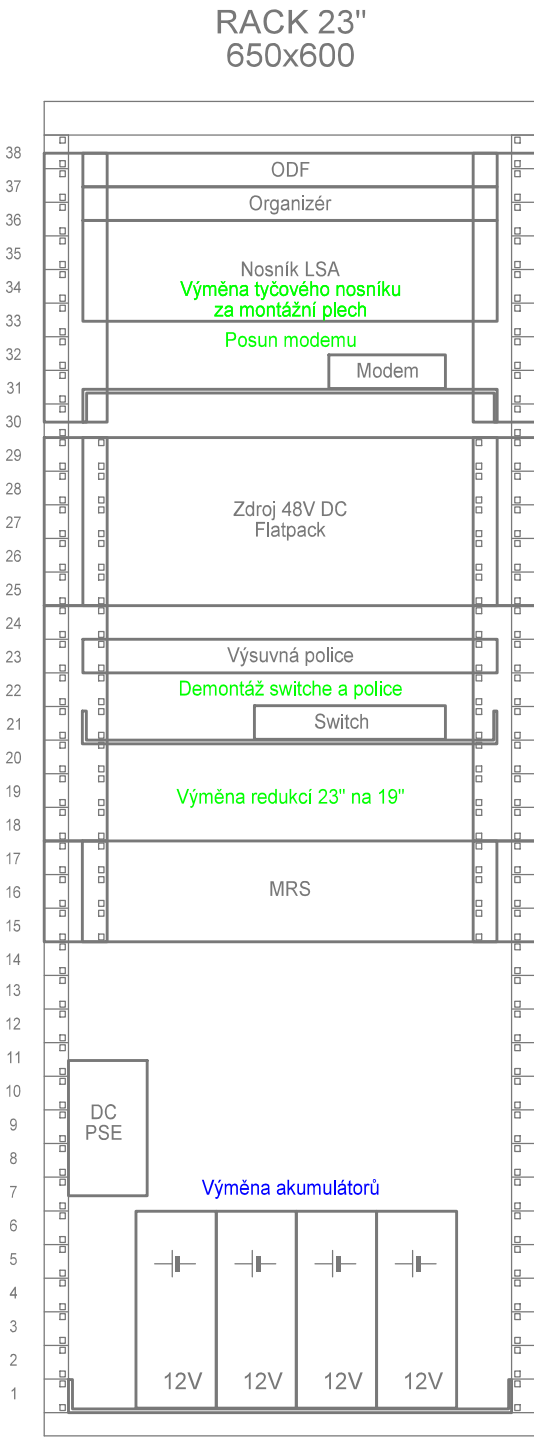 RACK 23"
650x600
38
ODF
37
Organizér
36
35
Nosník LSA
34
Výměna tyčového nosníku
za montážní plech
33
Posun modemu
32
Modem
31
30
29
28
Zdroj 48V DC
27
Flatpack
26
25
24
23
Výsuvná police
22
Demontáž switche a police
21
Switch
20
19
Výměna redukcí 23" na 19"
18
17
16
MRS
15
14
13
12
11
10
DC
9
PSE
8
7
Výměna akumulátorů
6
5
4
3
2
12V 12V 12V 12V
1